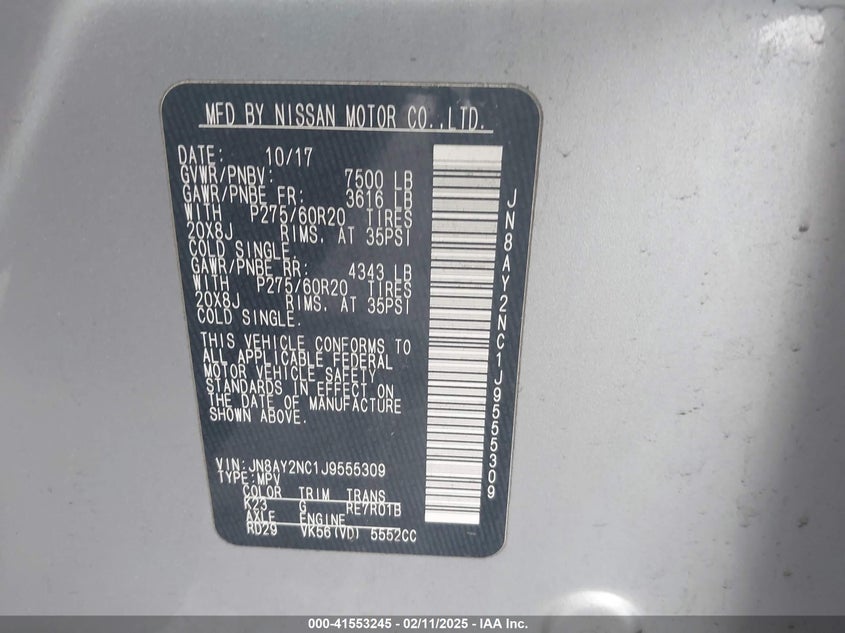 MFD BY NISSAN MOTOR CO.,LTD.
DATE: 10/17
GVWR/PNBV: 7500 LB
GAWR/PNBE FR: 3616 LB
WITH P275/60R20 TIRES
20X8J RIMS. AT 35PSI
COLD SINGLE.
GAWR/PNBE RR: 4343 LB
WITH P275/60R20 TIRES
20X8J RIMS. AT 35PSI
COLD SINGLE.
THIS VEHICLE CONFORMS TO
ALL APPLICABLE FEDERAL
MOTOR VEHICLE SAFETY
STANDARDS IN EFFECT ON
THE DATE OF MANUFACTURE
SHOWN ABOVE.
VIN:JN8AY2NC1J9555309
TYPE:MPV
COLOR TRIM TRANS
K23 G RE7R01B
AXLE ENGINE
RD29 VK56(VD) 5552CC
JN8AY2NC1J9555309
000-41553245 - 02/11/2025 - IAA Inc.